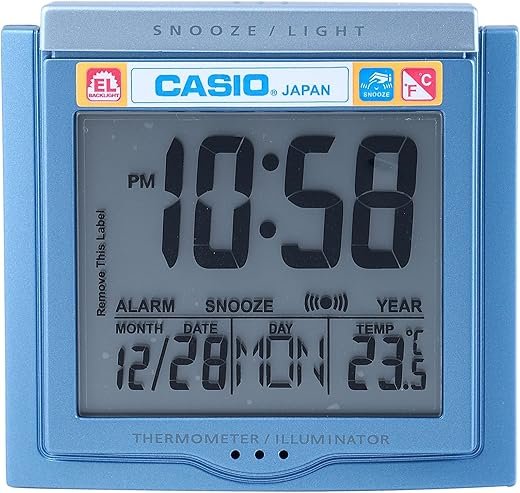 SNOOZE / LIGHT
EL BACKLIGHT
CASIO® JAPAN
SNOOZE
°F °C
PM 10:58
Remove This Label
ALARM SNOOZE YEAR
MONTH DATE DAY TEMP
12/28 MON 23.5 °C
THERMOMETER / ILLUMINATOR